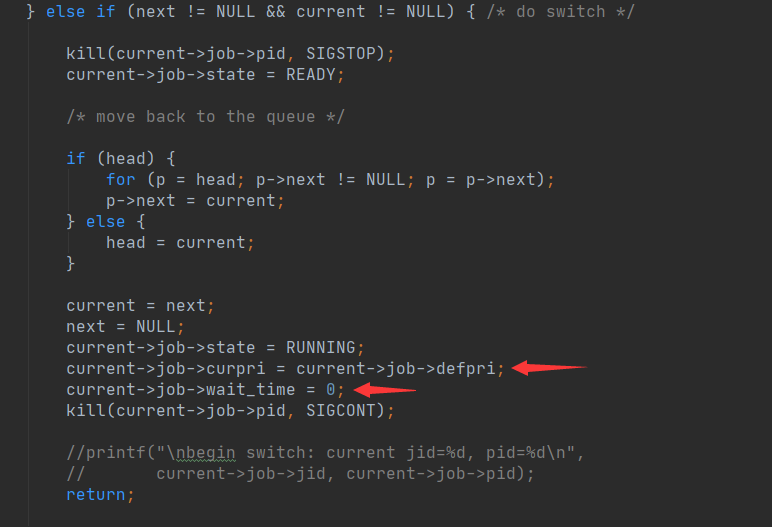 } else if (next != NULL && current != NULL) { /* do switch */
kill(current->job->pid, SIGSTOP);
current->job->state = READY;
/* move back to the queue */
if (head) {
for (p = head; p->next != NULL; p = p->next);
p->next = current;
} else {
head = current;
}
current = next;
next = NULL;
current->job->state = RUNNING;
current->job->curpri = current->job->defpri;
current->job->wait_time = 0;
kill(current->job->pid, SIGCONT);
//printf("\nbegin switch: current jid=%d, pid=%d\n",
// current->job->jid, current->job->pid);
return;